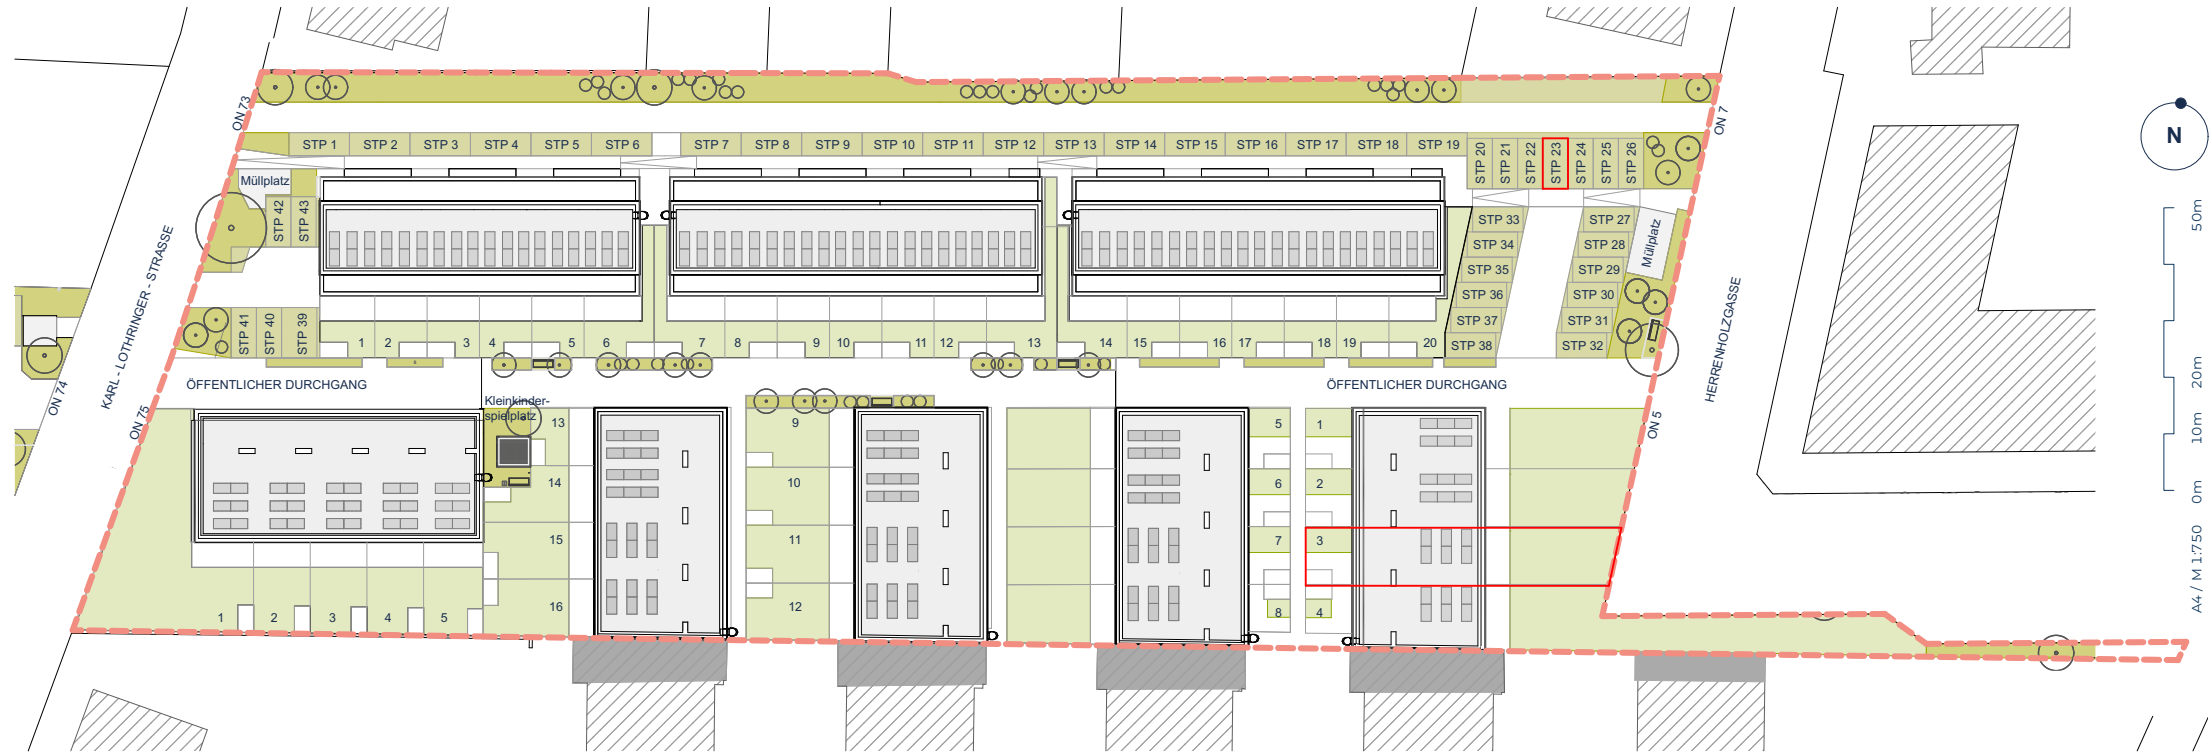 ON 73
ON 7
STP 1 STP 2 STP 3 STP 4 STP 5 STP 6 STP 7 STP 8 STP 9 STP 10 STP 11 STP 12 STP 13 STP 14 STP 15 STP 16 STP 17 STP 18 STP 19
STP 20
STP 21
STP 22
STP 23
STP 24
STP 25
STP 26
N
Müllplatz
STP 42
STP 43
STP 33 STP 27
STP 34 STP 28
STP 35 STP 29
STP 36 STP 30
STP 37 STP 31
STP 38 STP 32
Müllplatz
KARL - LOTHRINGER - STRASSE
HERRENHOLZGASSE
STP 41
STP 40
STP 39
1 2 3 4 5 6 7 8 9 10 11 12 13 14 15 16 17 18 19 20
ÖFFENTLICHER DURCHGANG
ÖFFENTLICHER DURCHGANG
ON 74
ON 75
ON 5
Kleinkinder-
spielplatz
13 9 5 1
14 10 6 2
15 11 7 3
16 12 8 4
1 2 3 4 5
50m
20m
10m
0m
A4 / M 1:750